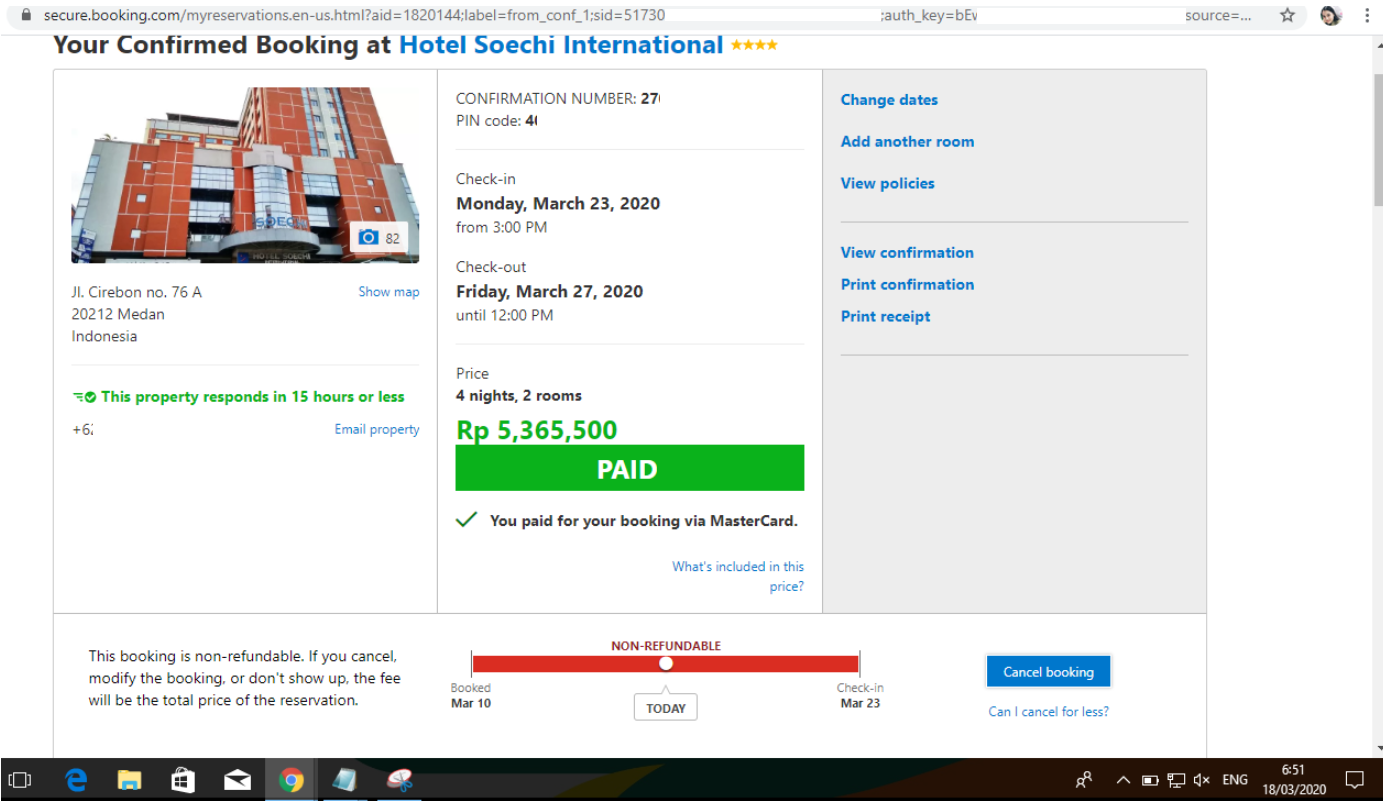 secure.booking.com/myreservations.en-us.html?aid=1820144;label=from_conf_1;sid=51730 ;auth_key=bEv source=...
Your Confirmed Booking at Hotel Soechi International
SOECHI
HOTEL SOECHI
INTERNATIONAL
82
Jl. Cirebon no. 76 A
Show map
20212 Medan
Indonesia
This property responds in 15 hours or less
+62
Email property
CONFIRMATION NUMBER: 27
PIN code: 4
Check-in
Monday, March 23, 2020
from 3:00 PM
Check-out
Friday, March 27, 2020
until 12:00 PM
Price
4 nights, 2 rooms
Rp 5,365,500
PAID
You paid for your booking via MasterCard.
What's included in this
price?
Change dates
Add another room
View policies
View confirmation
Print confirmation
Print receipt
This booking is non-refundable. If you cancel,
modify the booking, or don't show up, the fee
will be the total price of the reservation.
NON-REFUNDABLE
Booked
Mar 10
TODAY
Check-in
Mar 23
Cancel booking
Can I cancel for less?
ENG
6:51
18/03/2020